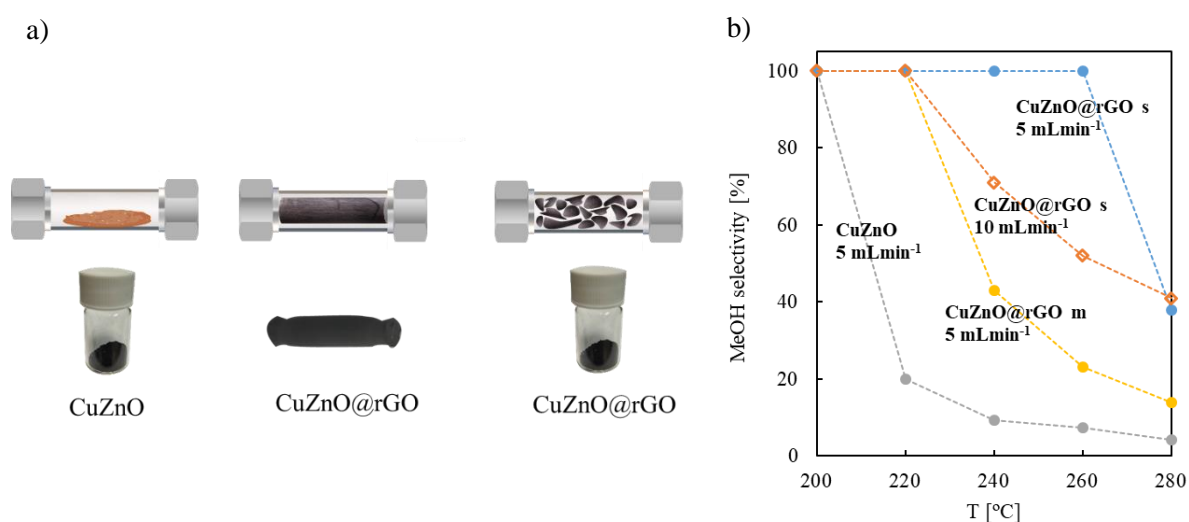 a)
CuZnO
CuZnO@rGO
CuZnO@rGO
b)
MeOH selectivity [%]
100
80
60
40
20
0
CuZnO@rGO s
5 mLmin⁻¹
CuZnO@rGO s
10 mLmin⁻¹
CuZnO
5 mLmin⁻¹
CuZnO@rGO m
5 mLmin⁻¹
200 220 240 260 280
T [ºC]